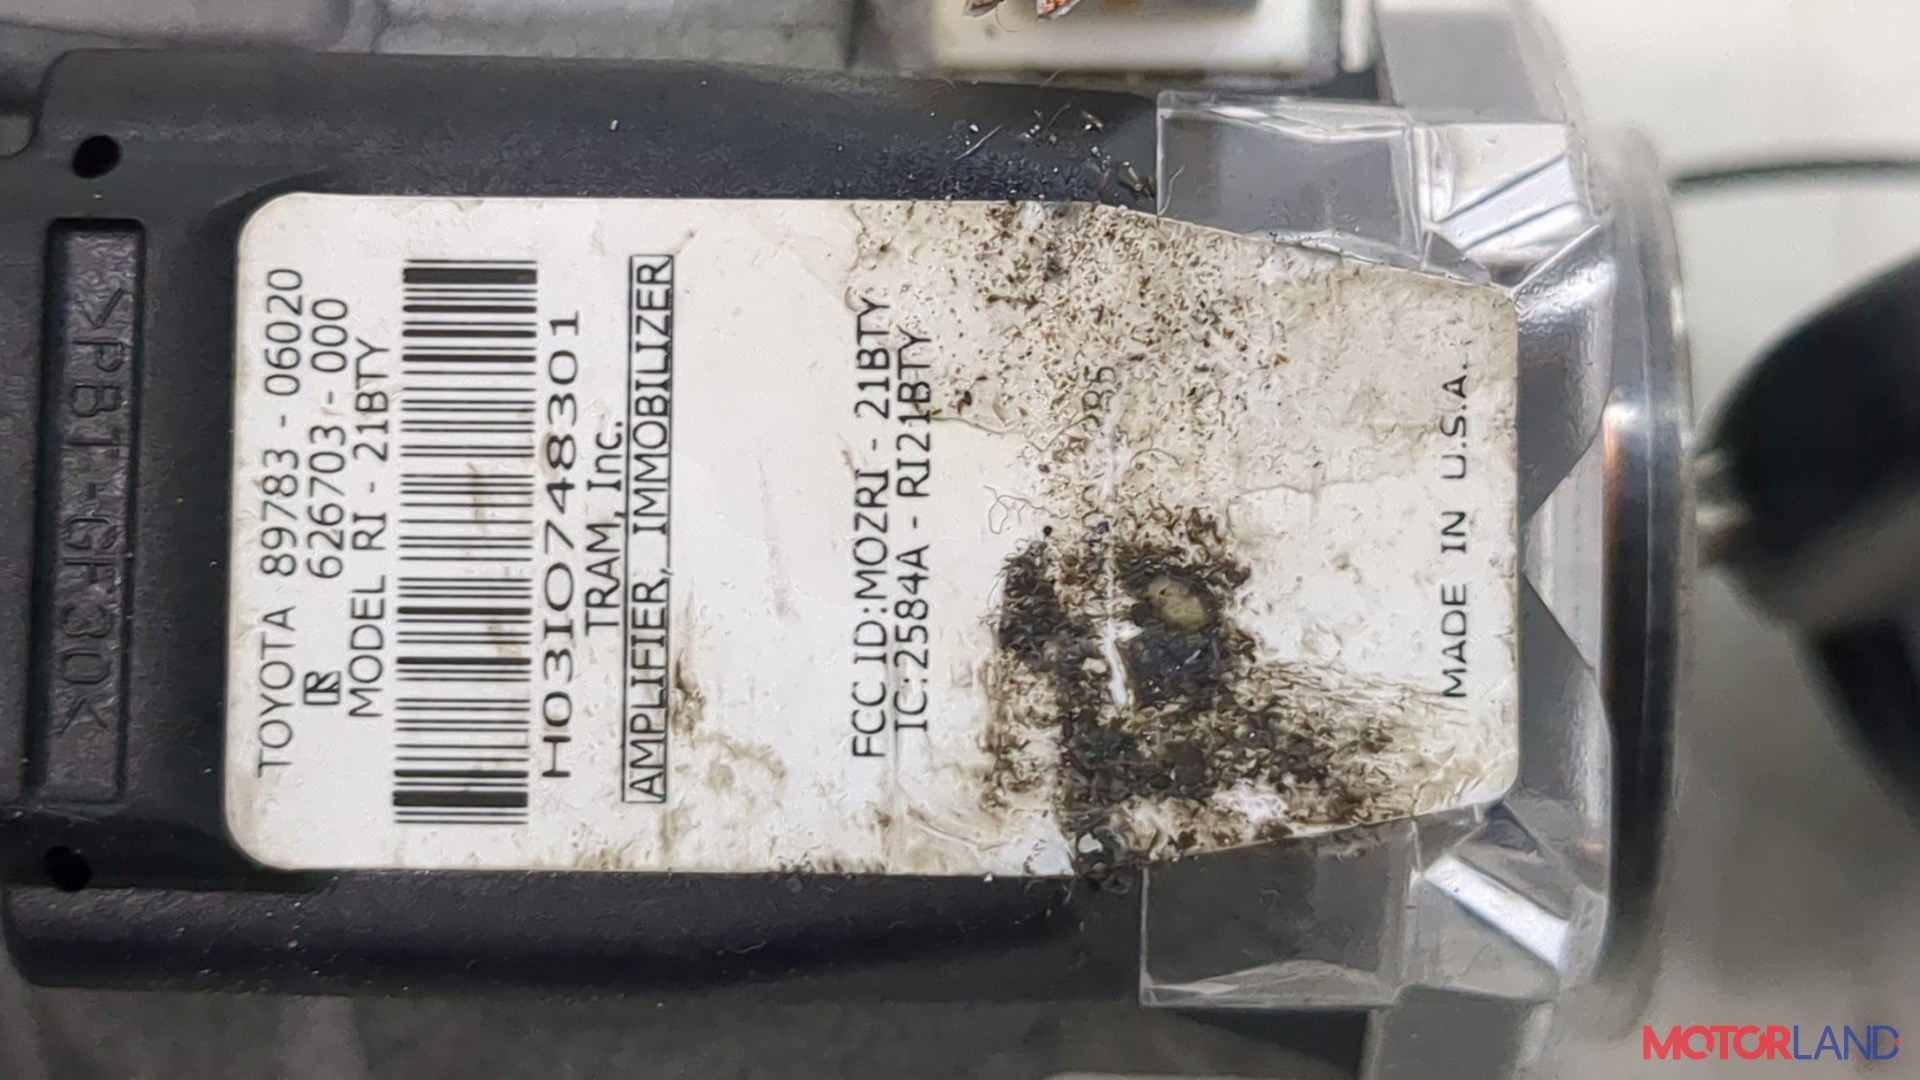 TOYOTA 89783 - 06020
R 626703 - 000
MODEL RI - 21BTY
H03I0748301
TRAM, Inc.
AMPLIFIER, IMMOBILIZER
FCC ID:MOZRI - 21BTY
IC:2584A - RI21BTY
MADE IN U.S.A.
>PBT-GF30<
MOTORLAND